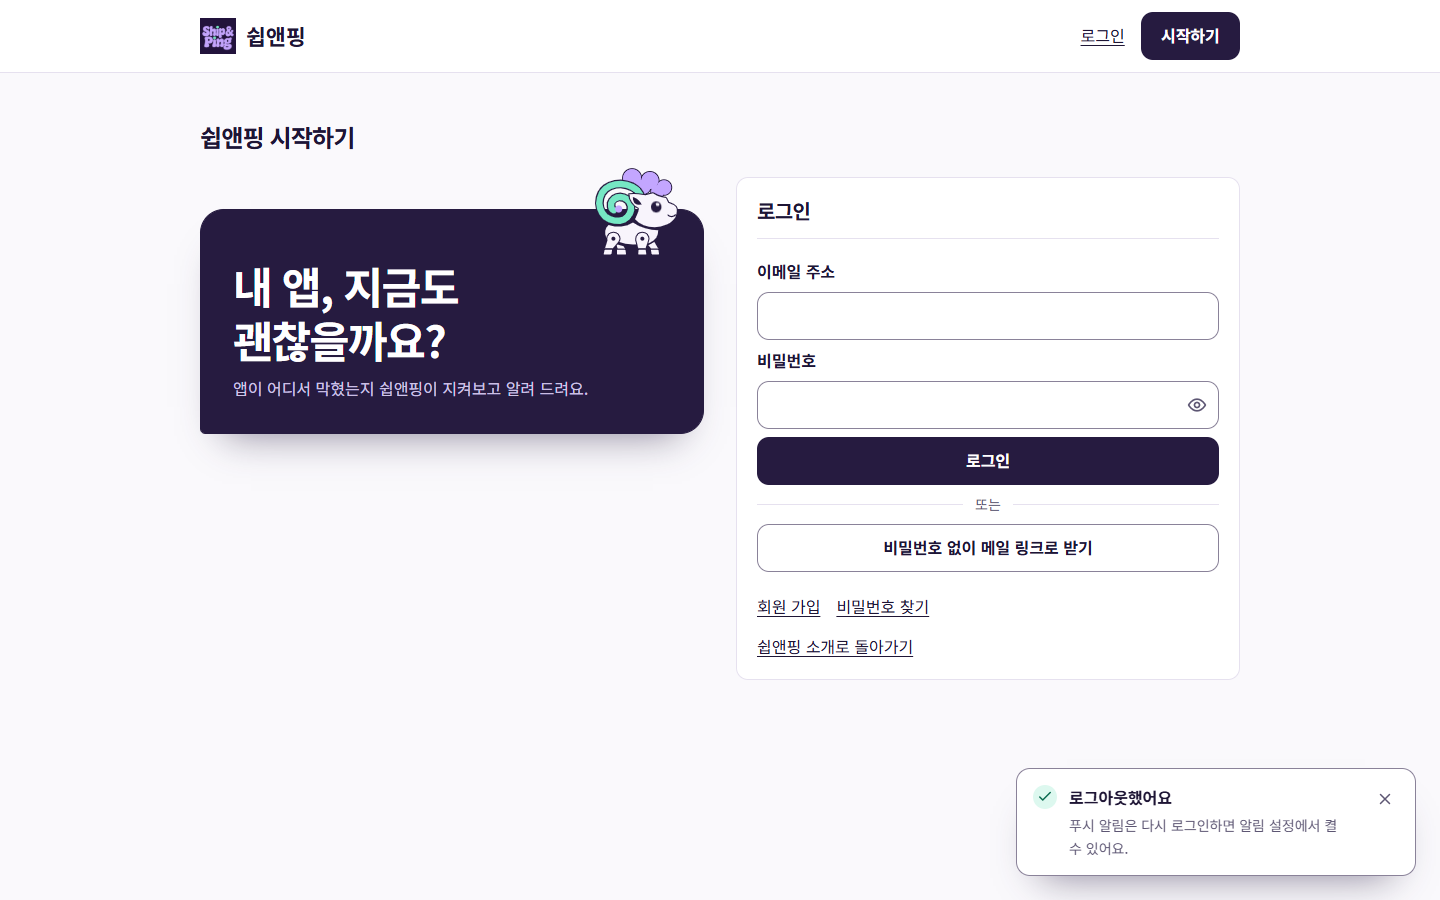 Ship&
Ping
쉽앤핑
로그인
시작하기
쉽앤핑 시작하기
내 앱, 지금도
괜찮을까요?
앱이 어디서 막혔는지 쉽앤핑이 지켜보고 알려 드려요.
로그인
이메일 주소
비밀번호
로그인
또는
비밀번호 없이 메일 링크로 받기
회원 가입 비밀번호 찾기
쉽앤핑 소개로 돌아가기
로그아웃했어요
푸시 알림은 다시 로그인하면 알림 설정에서 켤
수 있어요.